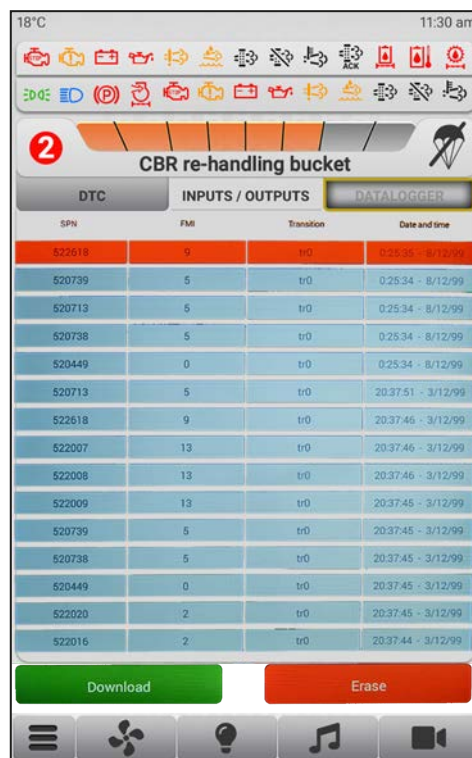 18°C 11:30 am
STOP STOP
ACK
STOP
2
CBR re-handling bucket
DTC INPUTS / OUTPUTS DATALOGGER
SPN FMI Transition Date and time
522618 9 tr0 0:25:35 - 8/12/99
520739 5 tr0 0:25:34 - 8/12/99
520713 5 tr0 0:25:34 - 8/12/99
520738 5 tr0 0:25:34 - 8/12/99
520449 0 tr0 0:25:34 - 8/12/99
520713 5 tr0 20:37:51 - 3/12/99
522618 9 tr0 20:37:46 - 3/12/99
522007 13 tr0 20:37:46 - 3/12/99
522008 13 tr0 20:37:46 - 3/12/99
522009 13 tr0 20:37:45 - 3/12/99
520739 5 tr0 20:37:45 - 3/12/99
520738 5 tr0 20:37:45 - 3/12/99
520449 0 tr0 20:37:45 - 3/12/99
522020 2 tr0 20:37:45 - 3/12/99
522016 2 tr0 20:37:44 - 3/12/99
Download Erase